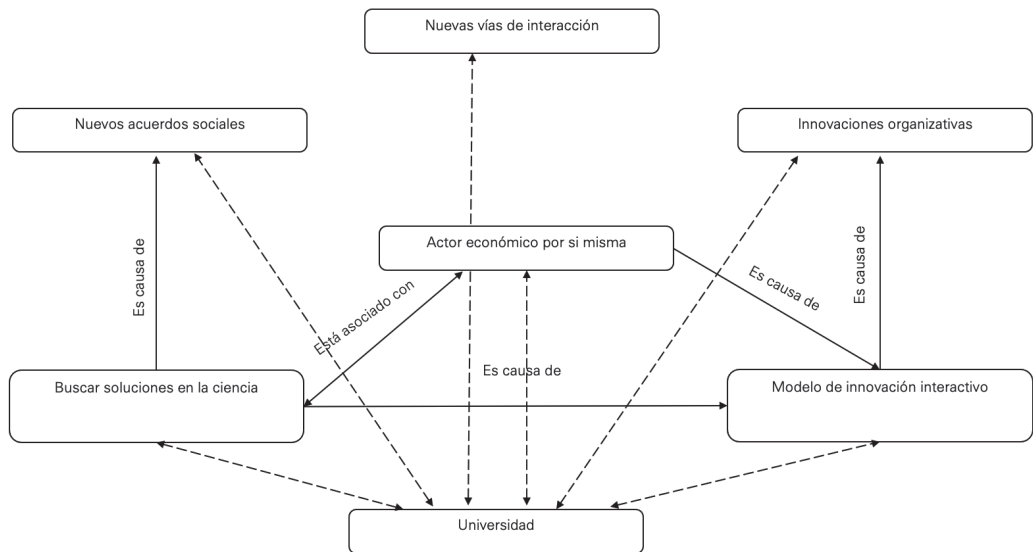 Nuevas vías de interacción
Nuevos acuerdos sociales
Innovaciones organizativas
Actor económico por si misma
Es causa de
Está asociado con
Es causa de
Es causa de
Es causa de
Buscar soluciones en la ciencia
Modelo de innovación interactivo
Universidad